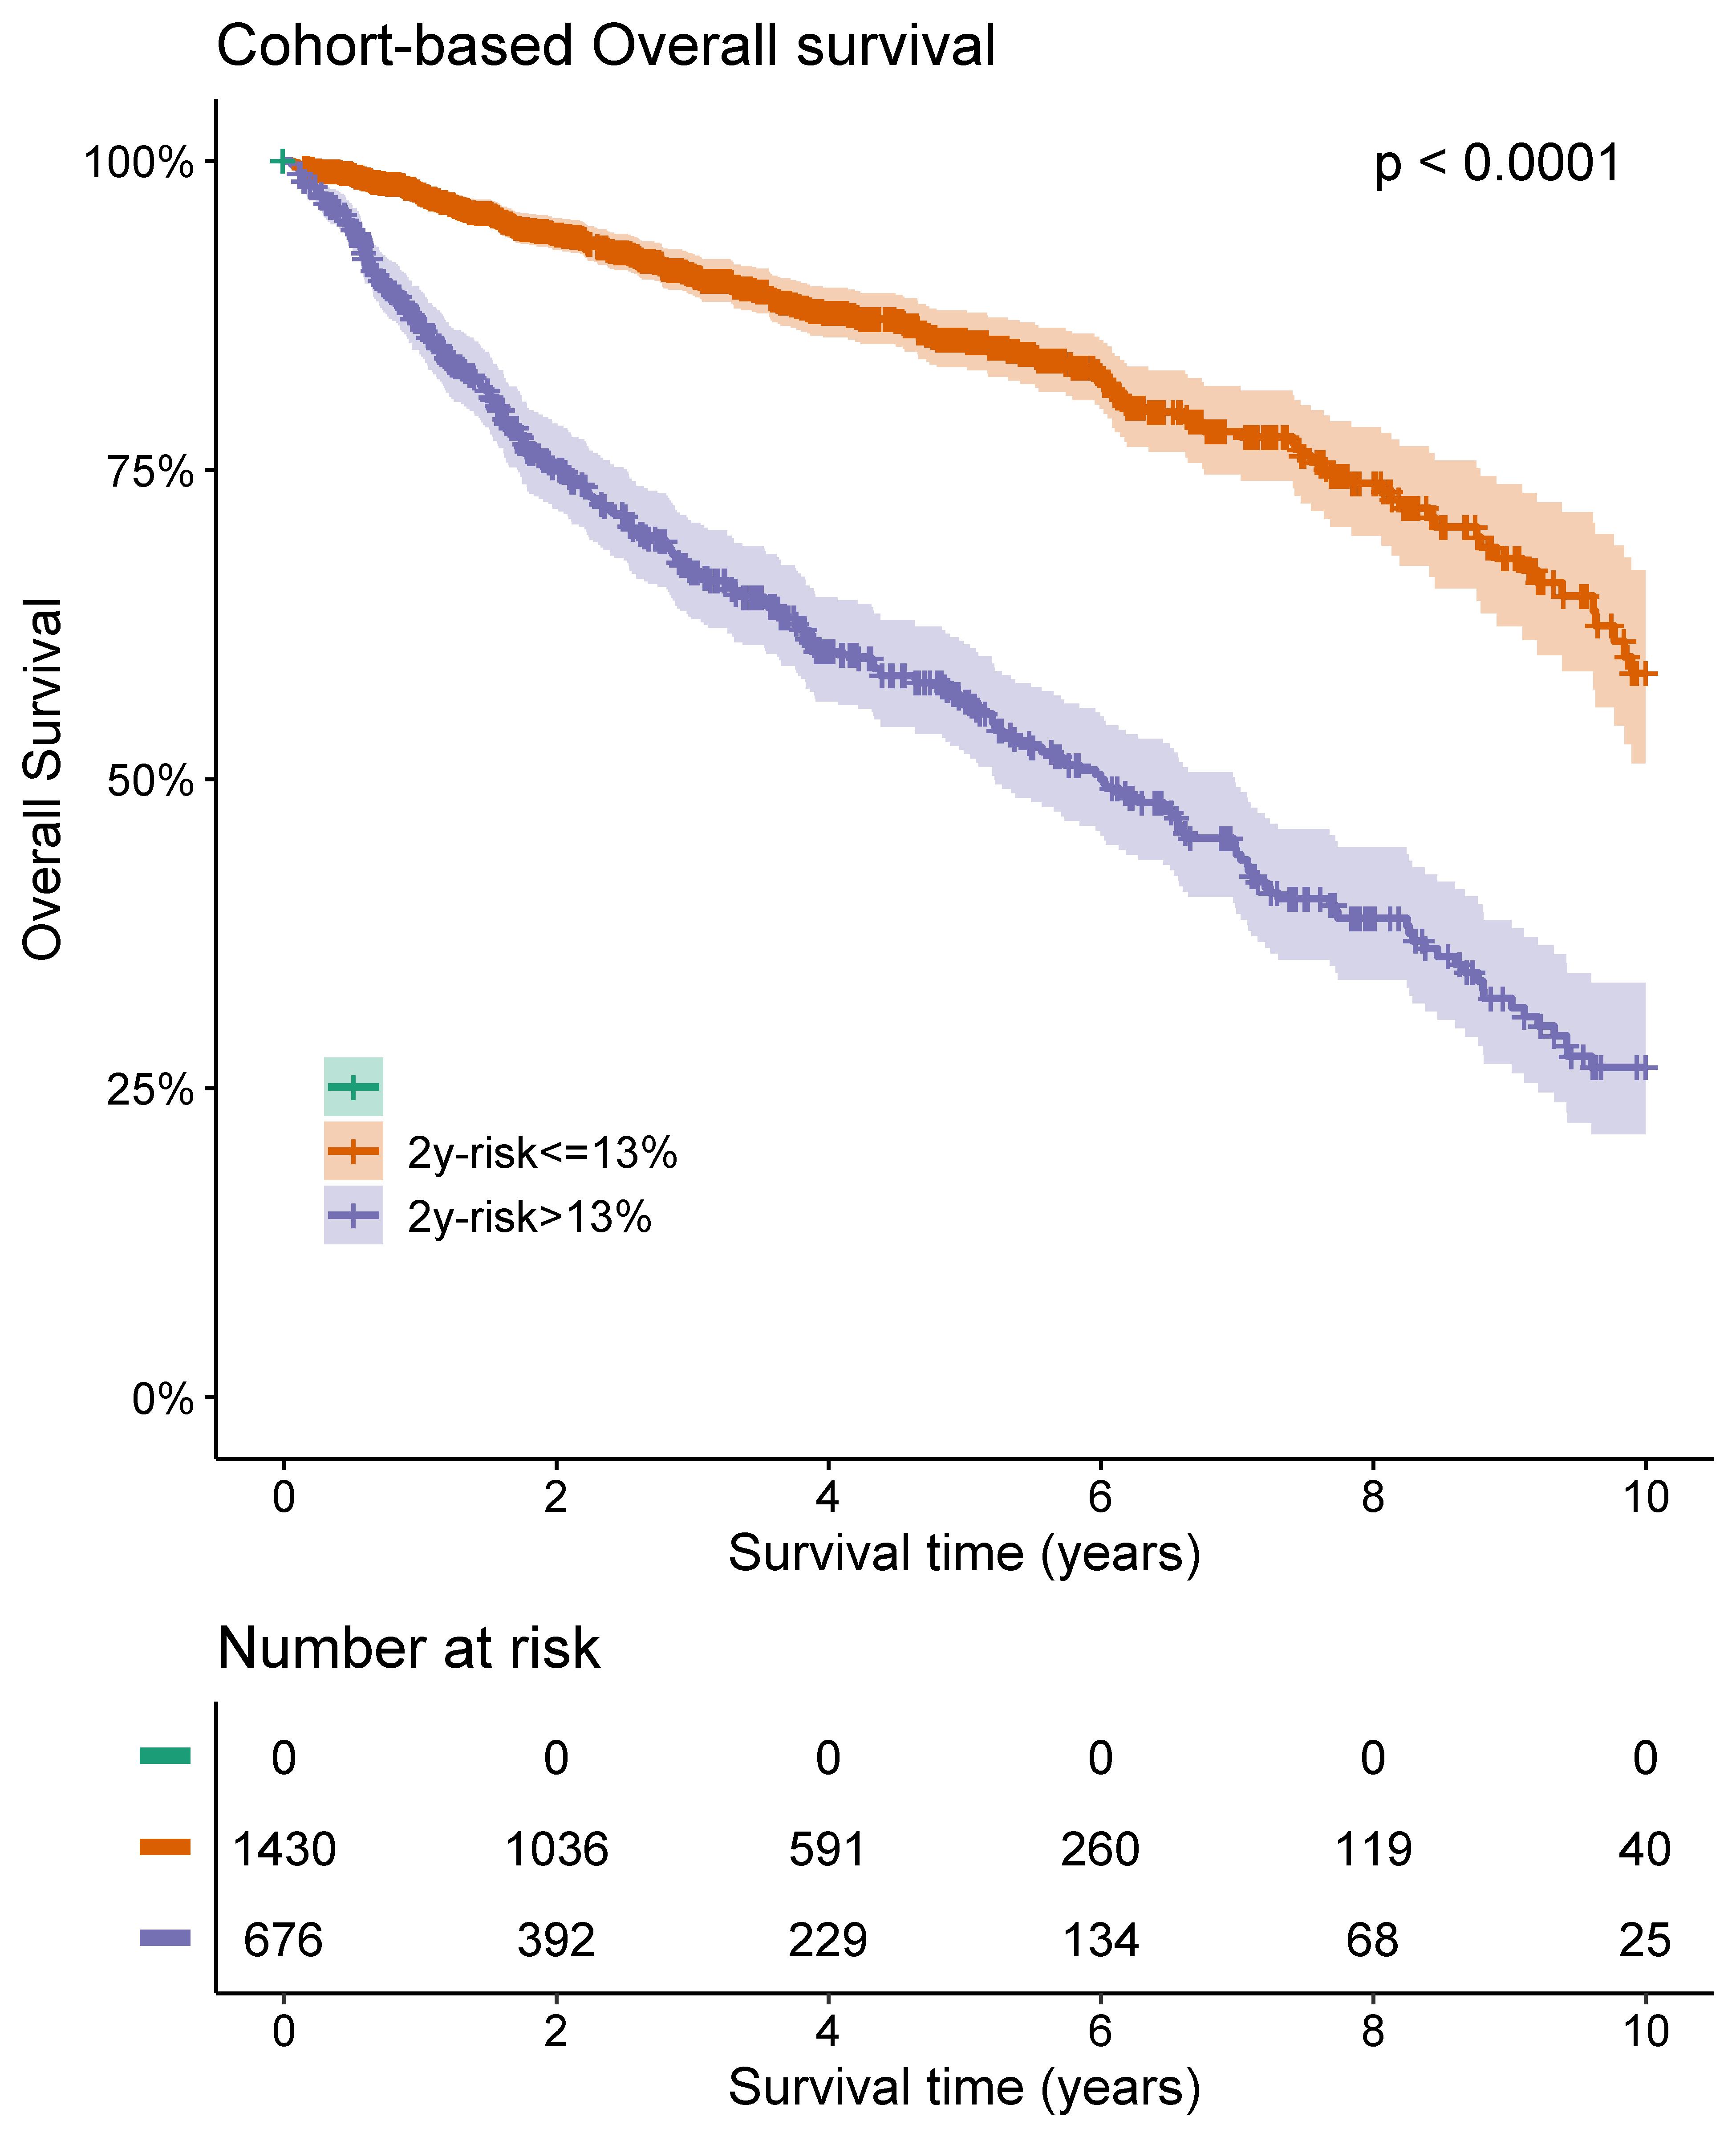 Cohort-based Overall survival
p < 0.0001
100%
75%
50%
25%
0%
Overall Survival
2y-risk<=13%
2y-risk>13%
0 2 4 6 8 10
Survival time (years)
Number at risk
0 0 0 0 0 0
1430 1036 591 260 119 40
676 392 229 134 68 25
0 2 4 6 8 10
Survival time (years)